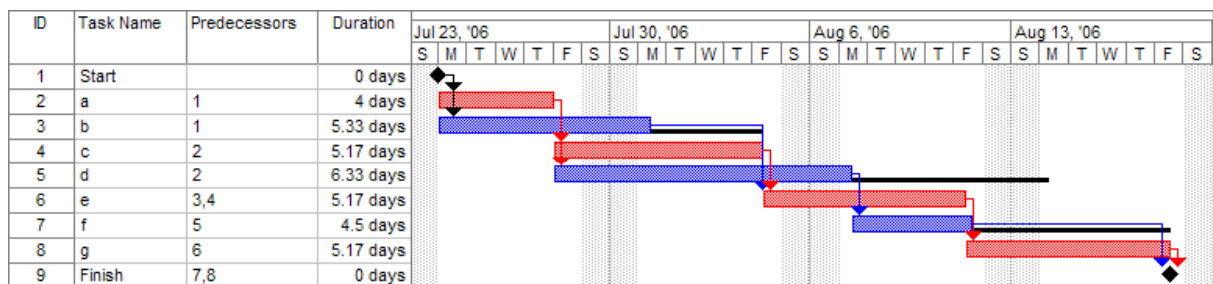 ID Task Name Predecessors Duration
Jul 23, '06 Jul 30, '06 Aug 6, '06 Aug 13, '06
S M T W T F S S M T W T F S S M T W T F S S M T W T F S
1 Start 0 days
2 a 1 4 days
3 b 1 5.33 days
4 c 2 5.17 days
5 d 2 6.33 days
6 e 3,4 5.17 days
7 f 5 4.5 days
8 g 6 5.17 days
9 Finish 7,8 0 days